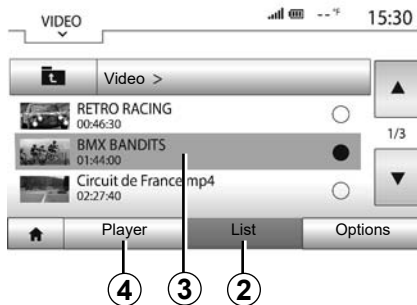 VIDEO
--°F 15:30
Video >
RETRO RACING
00:46:30
BMX BANDITS
01:44:00
1/3
Circuit de France mp4
02:27:40
Player List Options
4 3 2